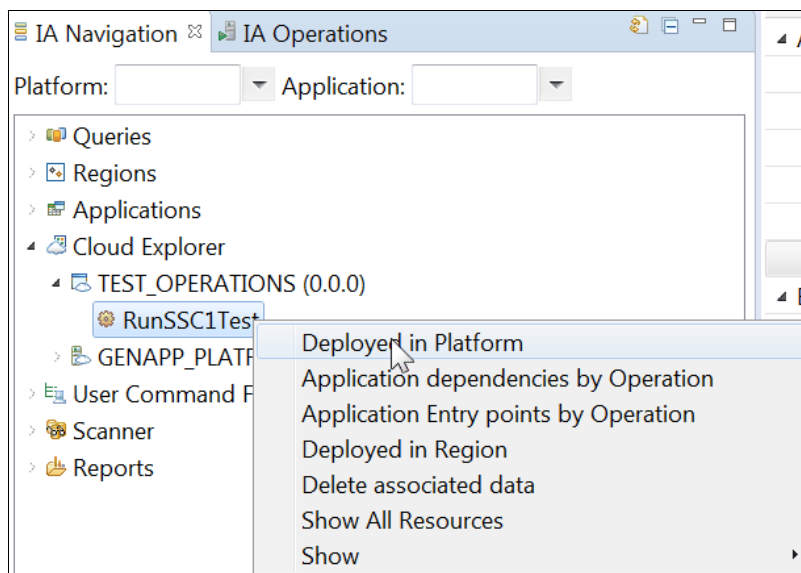 IA Navigation IA Operations
Platform: Application:
Queries
Regions
Applications
Cloud Explorer
TEST_OPERATIONS (0.0.0)
RunSSC1Test
Deployed in Platform
GENAPP_PLATF
Application dependencies by Operation
User Command F
Application Entry points by Operation
Scanner
Deployed in Region
Reports
Delete associated data
Show All Resources
Show